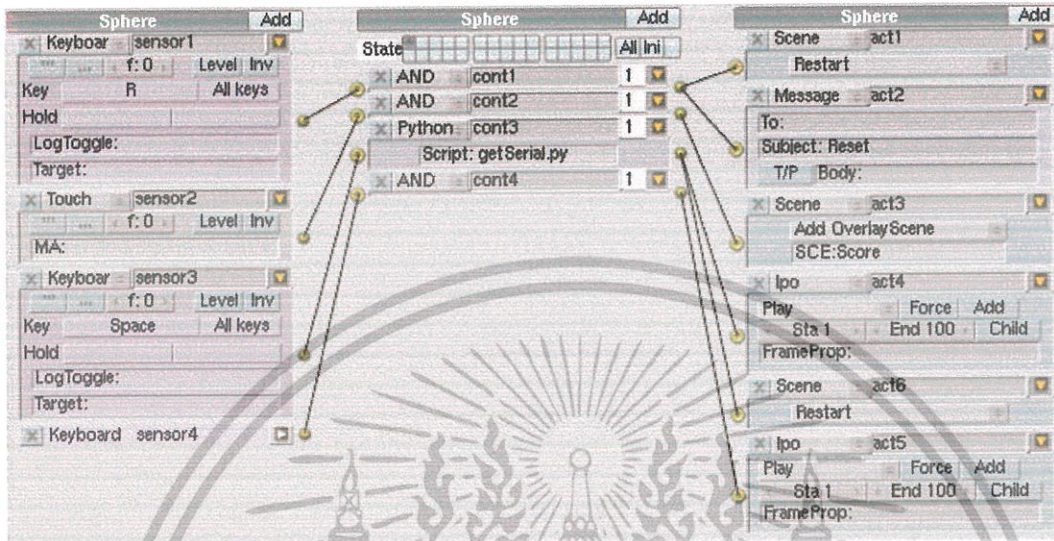 Sphere Add
Keyboar sensor1
f: 0 Level Inv
Key R All keys
Hold
LogToggle:
Target:
Touch sensor2
f: 0 Level Inv
MA:
Keyboar sensor3
f: 0 Level Inv
Key Space All keys
Hold
LogToggle:
Target:
Keyboard sensor4
Sphere Add
State All Ini
AND cont1 1
AND cont2 1
Python cont3 1
Script: getSerial.py
AND cont4 1
Sphere Add
Scene act1
Restart
Message act2
To:
Subject: Reset
T/P Body:
Scene act3
Add OverlayScene
SCE:Score
Ipo act4
Play Force Add
Sta 1 End 100 Child
FrameProp:
Scene act6
Restart
Ipo act5
Play Force Add
Sta 1 End 100 Child
FrameProp: